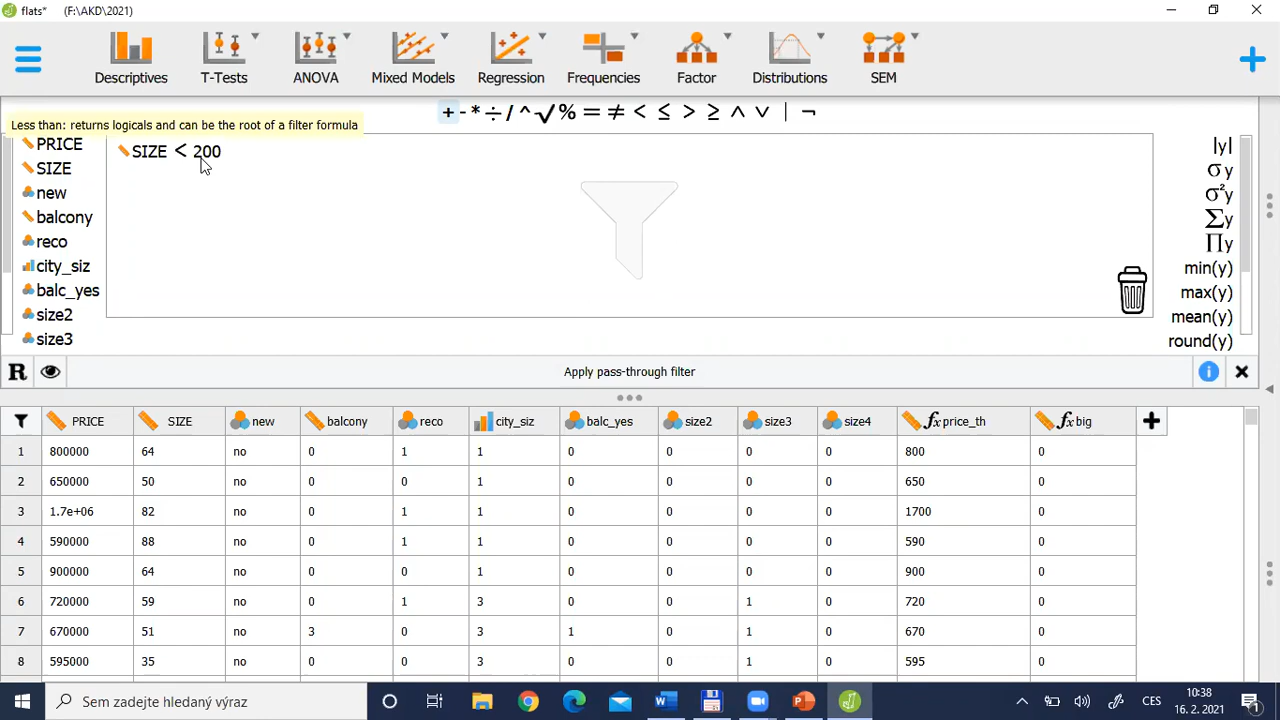 flats* (F:\AKD\2021)
Descriptives T-Tests ANOVA Mixed Models Regression Frequencies Factor Distributions SEM
+ - * ÷ / ^ √ % = ≠ < ≤ > ≥ ∧ ∨ | ¬
Less than: returns logicals and can be the root of a filter formula
PRICE
SIZE
new
balcony
reco
city_siz
balc_yes
size2
size3
SIZE < 200
|y|
σy
σ²y
∑y
∏y
min(y)
max(y)
mean(y)
round(y)
R Apply pass-through filter i
PRICE SIZE new balcony reco city_siz balc_yes size2 size3 size4 fx price_th fx big
1 800000 64 no 0 1 1 0 0 0 0 800 0
2 650000 50 no 0 0 1 0 0 0 0 650 0
3 1.7e+06 82 no 0 1 1 0 0 0 0 1700 0
4 590000 88 no 0 1 1 0 0 0 0 590 0
5 900000 64 no 0 0 1 0 0 0 0 900 0
6 720000 59 no 0 1 3 0 0 1 0 720 0
7 670000 51 no 3 0 3 1 0 1 0 670 0
8 595000 35 no 0 0 3 0 0 1 0 595 0
Sem zadejte hledaný výraz
CES
10:38
16. 2. 2021
1